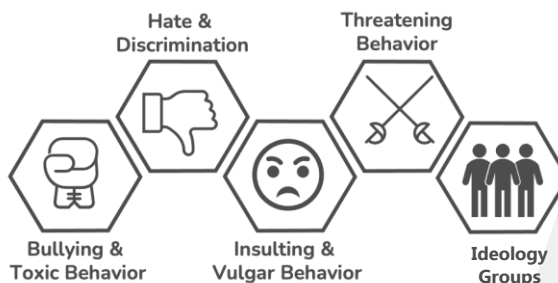 Hate &
Discrimination
Threatening
Behavior
Bullying &
Toxic Behavior
Insulting &
Vulgar Behavior
Ideology
Groups